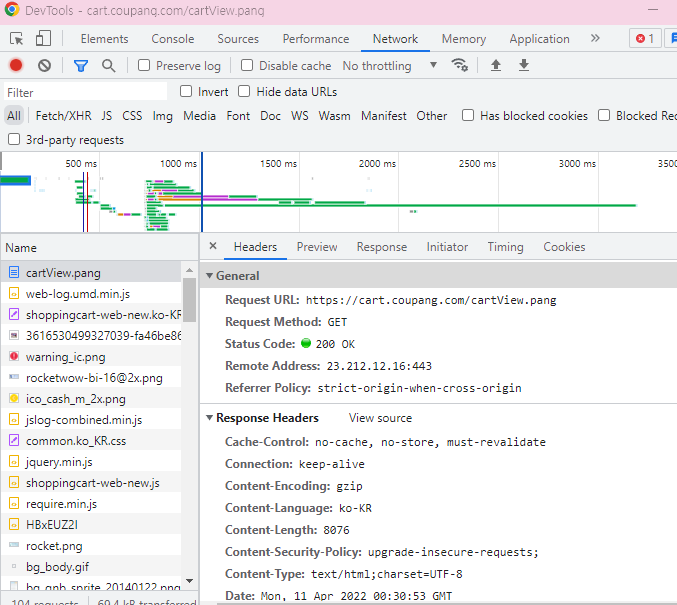 DevTools - cart.coupang.com/cartView.pang
Elements Console Sources Performance Network Memory Application » 1
Preserve log Disable cache No throttling
Filter Invert Hide data URLs
All Fetch/XHR JS CSS Img Media Font Doc WS Wasm Manifest Other Has blocked cookies Blocked Rec
3rd-party requests
500 ms 1000 ms 1500 ms 2000 ms 2500 ms 3000 ms 3500
Name
cartView.pang
web-log.umd.min.js
shoppingcart-web-new.ko-KR
3616530499327039-fa46be86
warning_ic.png
rocketwow-bi-16@2x.png
ico_cash_m_2x.png
jslog-combined.min.js
common.ko_KR.css
jquery.min.js
shoppingcart-web-new.js
require.min.js
HBxEUZ2I
rocket.png
bg_body.gif
bg_gnb_sprite_20140122.png
104 requests 69.4 kB transferred
× Headers Preview Response Initiator Timing Cookies
General
Request URL: https://cart.coupang.com/cartView.pang
Request Method: GET
Status Code: 200 OK
Remote Address: 23.212.12.16:443
Referrer Policy: strict-origin-when-cross-origin
Response Headers View source
Cache-Control: no-cache, no-store, must-revalidate
Connection: keep-alive
Content-Encoding: gzip
Content-Language: ko-KR
Content-Length: 8076
Content-Security-Policy: upgrade-insecure-requests;
Content-Type: text/html;charset=UTF-8
Date: Mon, 11 Apr 2022 00:30:53 GMT